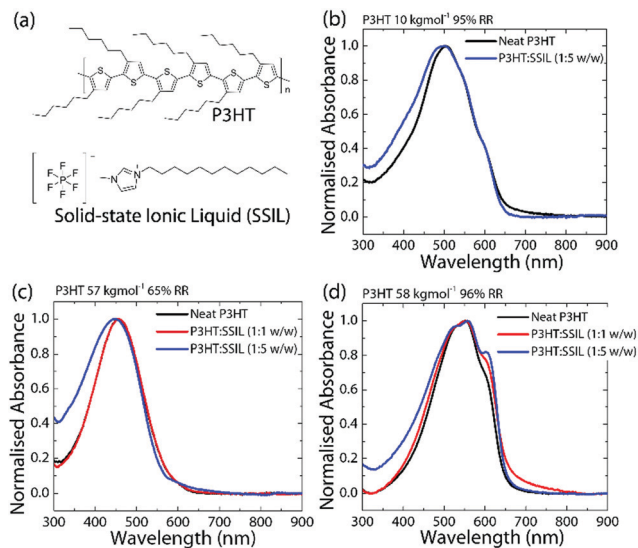 (a)
S
S
S
S
S
S
n
P3HT
F
F
F
P
F
F
F
−
N
N
Solid-state Ionic Liquid (SSIL)
(b) P3HT 10 kgmol⁻¹ 95% RR
Neat P3HT
P3HT:SSIL (1:5 w/w)
Normalised Absorbance
1.0
0.8
0.6
0.4
0.2
0.0
300 400 500 600 700 800 900
Wavelength (nm)
(c) P3HT 57 kgmol⁻¹ 65% RR
Neat P3HT
P3HT:SSIL (1:1 w/w)
P3HT:SSIL (1:5 w/w)
Normalised Absorbance
1.0
0.8
0.6
0.4
0.2
0.0
300 400 500 600 700 800 900
Wavelength (nm)
(d) P3HT 58 kgmol⁻¹ 96% RR
Neat P3HT
P3HT:SSIL (1:1 w/w)
P3HT:SSIL (1:5 w/w)
Normalised Absorbance
1.0
0.8
0.6
0.4
0.2
0.0
300 400 500 600 700 800 900
Wavelength (nm)